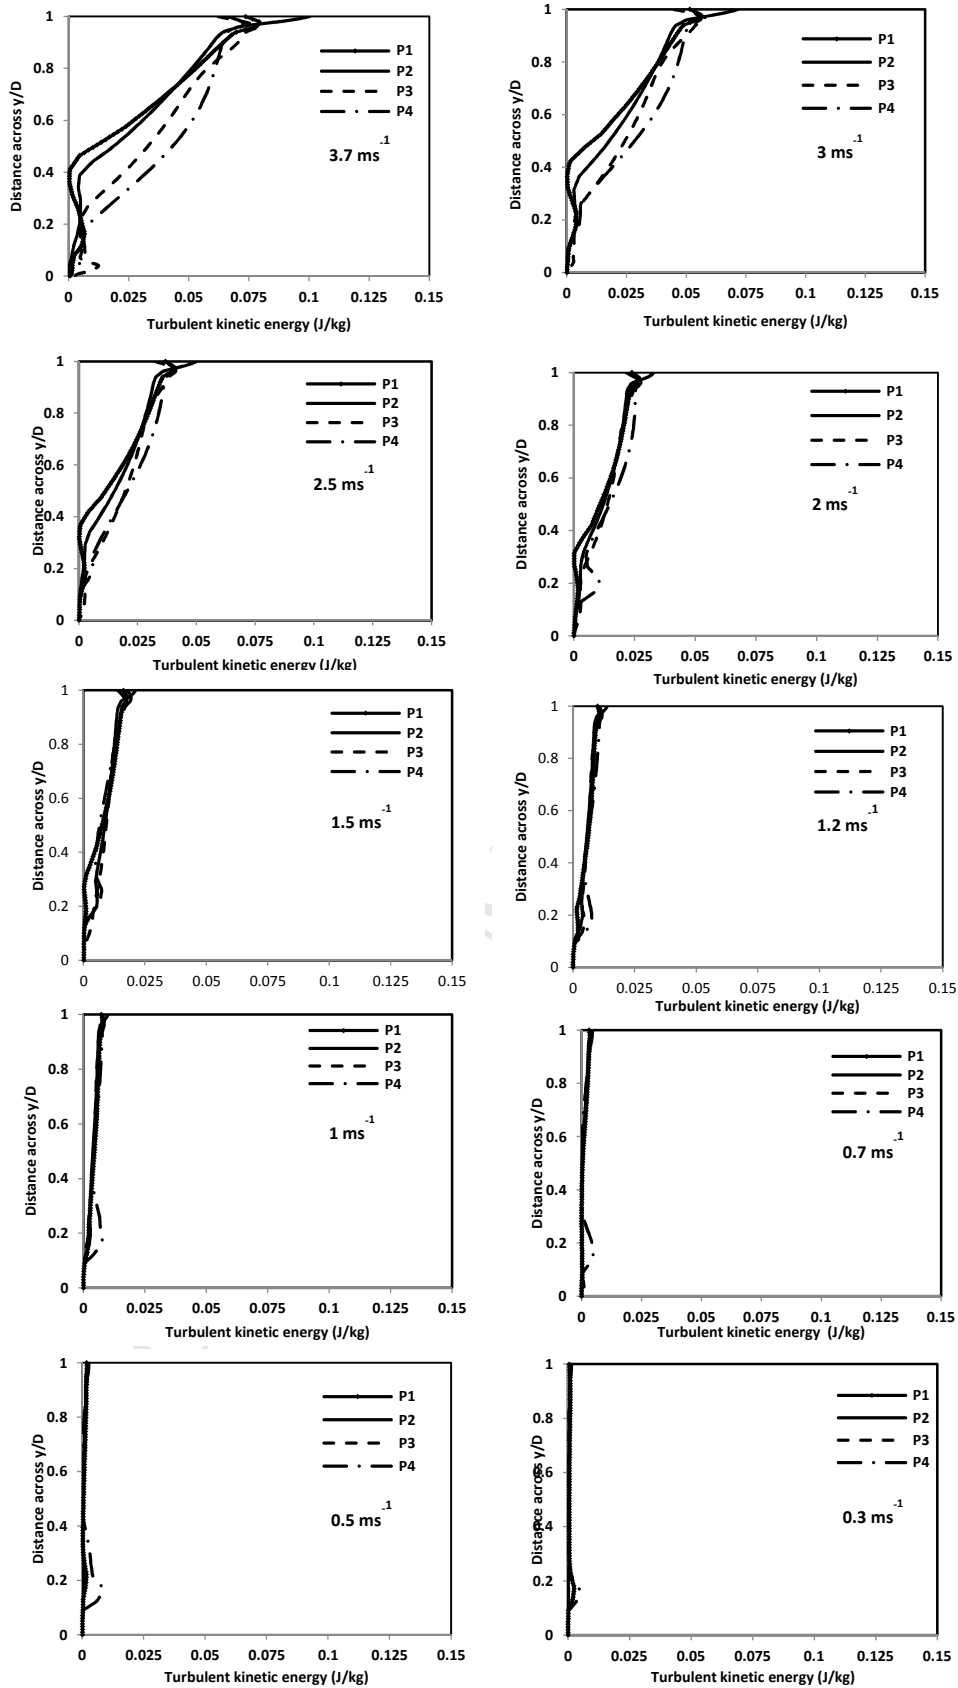 1
0.8
0.6
0.4
0.2
0
Distance across y/D
P1
P2
P3
P4
3.7 ms-1
0 0.025 0.05 0.075 0.1 0.125 0.15
Turbulent kinetic energy (J/kg)
1
0.8
0.6
0.4
0.2
0
Distance across y/D
P1
P2
P3
P4
3 ms-1
0 0.025 0.05 0.075 0.1 0.125 0.15
Turbulent kinetic energy (J/kg)
1
0.8
0.6
0.4
0.2
0
Distance across y/D
P1
P2
P3
P4
2.5 ms-1
0 0.025 0.05 0.075 0.1 0.125 0.15
Turbulent kinetic energy (J/kg)
1
0.8
0.6
0.4
0.2
0
DIstance across y/D
P1
P2
P3
P4
2 ms-1
0 0.025 0.05 0.075 0.1 0.125 0.15
Turbulent kinetic energy (J/kg)
1
0.8
0.6
0.4
0.2
0
Distance across y/D
P1
P2
P3
P4
1.5 ms-1
0 0.025 0.05 0.075 0.1 0.125 0.15
Turbulent kinetic energy (J/kg)
1
0.8
0.6
0.4
0.2
0
Distance across y/D
P1
P2
P3
P4
1.2 ms-1
0 0.025 0.05 0.075 0.1 0.125 0.15
Turbulent kinetic energy (J/kg)
1
0.8
0.6
0.4
0.2
0
Distance across y/D
P1
P2
P3
P4
1 ms-1
0 0.025 0.05 0.075 0.1 0.125 0.15
Turbulent kinetic energy (J/kg)
1
0.8
0.6
0.4
0.2
0
Distance across y/D
P1
P2
P3
P4
0.7 ms-1
0 0.025 0.05 0.075 0.1 0.125 0.15
Turbulent kinetic energy (J/kg)
1
0.8
0.6
0.4
0.2
0
Distance across y/D
P1
P2
P3
P4
0.5 ms-1
0 0.025 0.05 0.075 0.1 0.125 0.15
Turbulent kinetic energy (J/kg)
1
0.8
0.6
0.4
0.2
0
Distance across y/D
P1
P2
P3
P4
0.3 ms-1
0 0.025 0.05 0.075 0.1 0.125 0.15
Turbulent kinetic energy (J/kg)